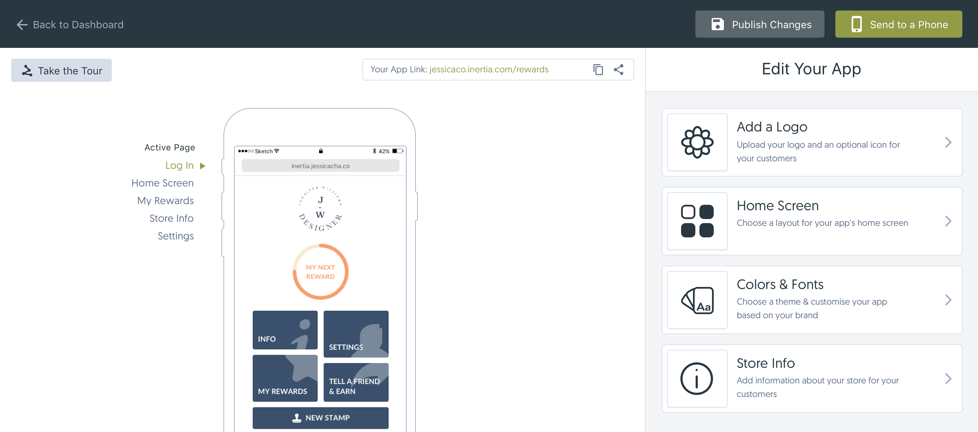 Back to Dashboard
Publish Changes
Send to a Phone
Take the Tour
Your App Link: jessicaco.inertia.com/rewards
Active Page
Log In
Home Screen
My Rewards
Store Info
Settings
Sketch
42%
inertia.jessicacha.co
J
W
DESIGNER
MY NEXT
REWARD
INFO
SETTINGS
MY REWARDS
TELL A FRIEND
& EARN
NEW STAMP
Edit Your App
Add a Logo
Upload your logo and an optional icon for
your customers
Home Screen
Choose a layout for your app's home screen
Aa
Colors & Fonts
Choose a theme & customise your app
based on your brand
Store Info
Add information about your store for your
customers